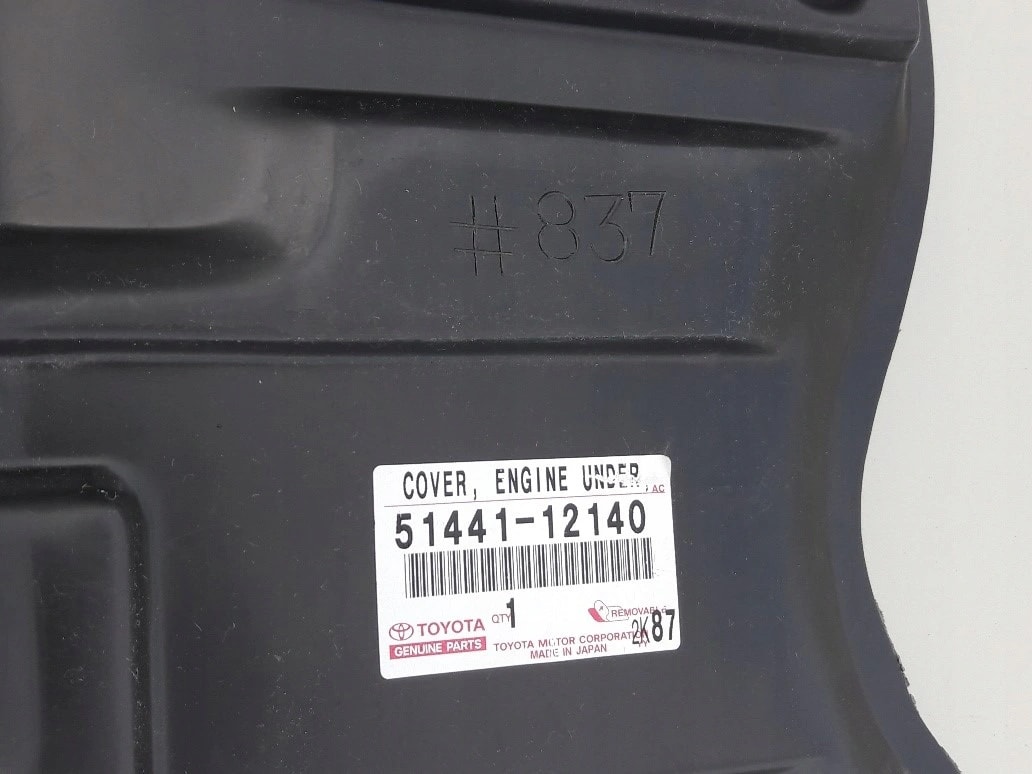 #837
COVER, ENGINE UNDER,
AC
51441-12140
TOYOTA
QTY 1
REMOVABLE
GENUINE PARTS
TOYOTA MOTOR CORPORATION
MADE IN JAPAN
2K87